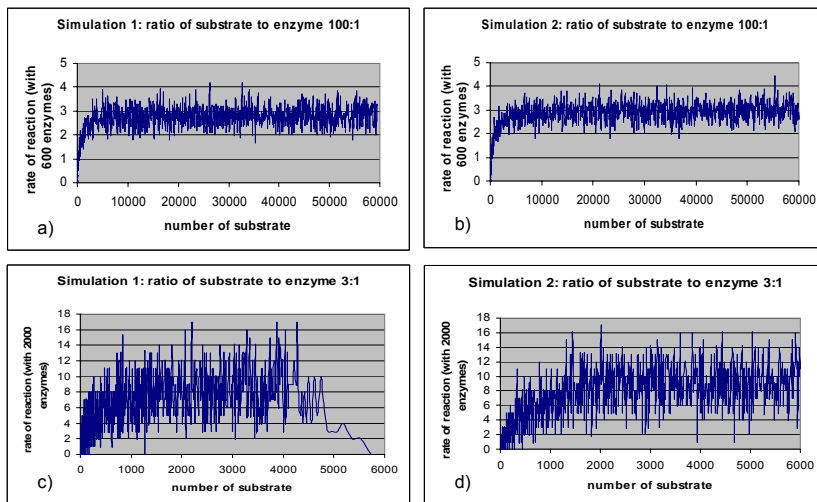 Simulation 1: ratio of substrate to enzyme 100:1
5
4
3
2
1
0
rate of reaction (with
600 enzymes)
0 10000 20000 30000 40000 50000 60000
number of substrate
a)
Simulation 2: ratio of substrate to enzyme 100:1
5
4
3
2
1
0
rate of reaction (with
600 enzymes)
0 10000 20000 30000 40000 50000 60000
number of substrate
b)
Simulation 1: ratio of substrate to enzyme 3:1
18
16
14
12
10
8
6
4
2
0
rate of reaction (with 2000
enzymes)
0 1000 2000 3000 4000 5000 6000
number of substrate
c)
Simulation 2: ratio of substrate to enzyme 3:1
18
16
14
12
10
8
6
4
2
0
rate of reaction (with 2000
enzymes)
0 1000 2000 3000 4000 5000 6000
number of substrate
d)